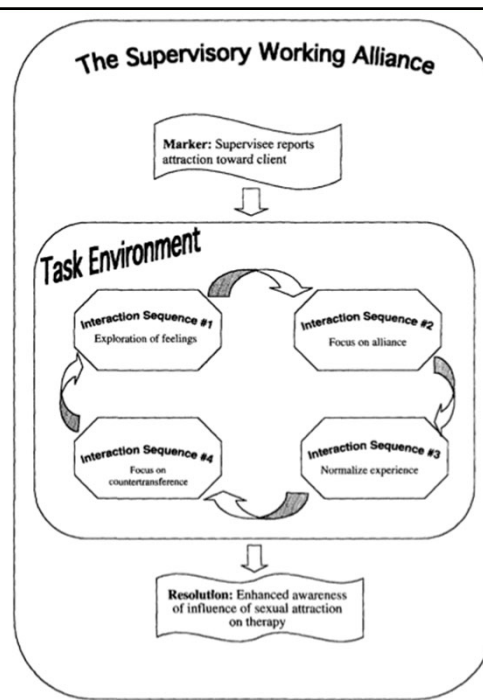 The Supervisory Working Alliance
Marker: Supervisee reports
attraction toward client
Task Environment
Interaction Sequence #1
Exploration of feelings
Interaction Sequence #2
Focus on alliance
Interaction Sequence #4
Focus on
countertransference
Interaction Sequence #3
Normalize experience
Resolution: Enhanced awareness
of influence of sexual attraction
on therapy